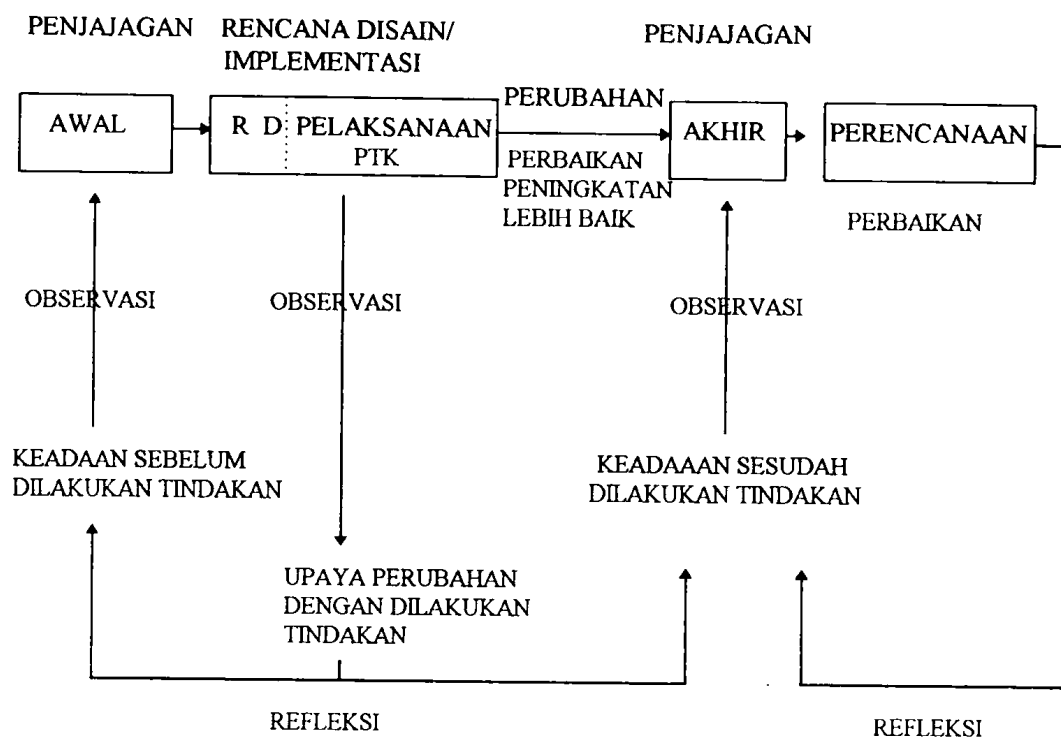 PENJAJAGAN
RENCANA DISAIN/
IMPLEMENTASI
PENJAJAGAN
AWAL
R D PELAKSANAAN
PTK
PERUBAHAN
PERBAIKAN
PENINGKATAN
LEBIH BAIK
AKHIR
PERENCANAAN
PERBAIKAN
OBSERVASI
OBSERVASI
OBSERVASI
KEADAAN SEBELUM
DILAKUKAN TINDAKAN
KEADAAAN SESUDAH
DILAKUKAN TINDAKAN
UPAYA PERUBAHAN
DENGAN DILAKUKAN
TINDAKAN
REFLEKSI
REFLEKSI